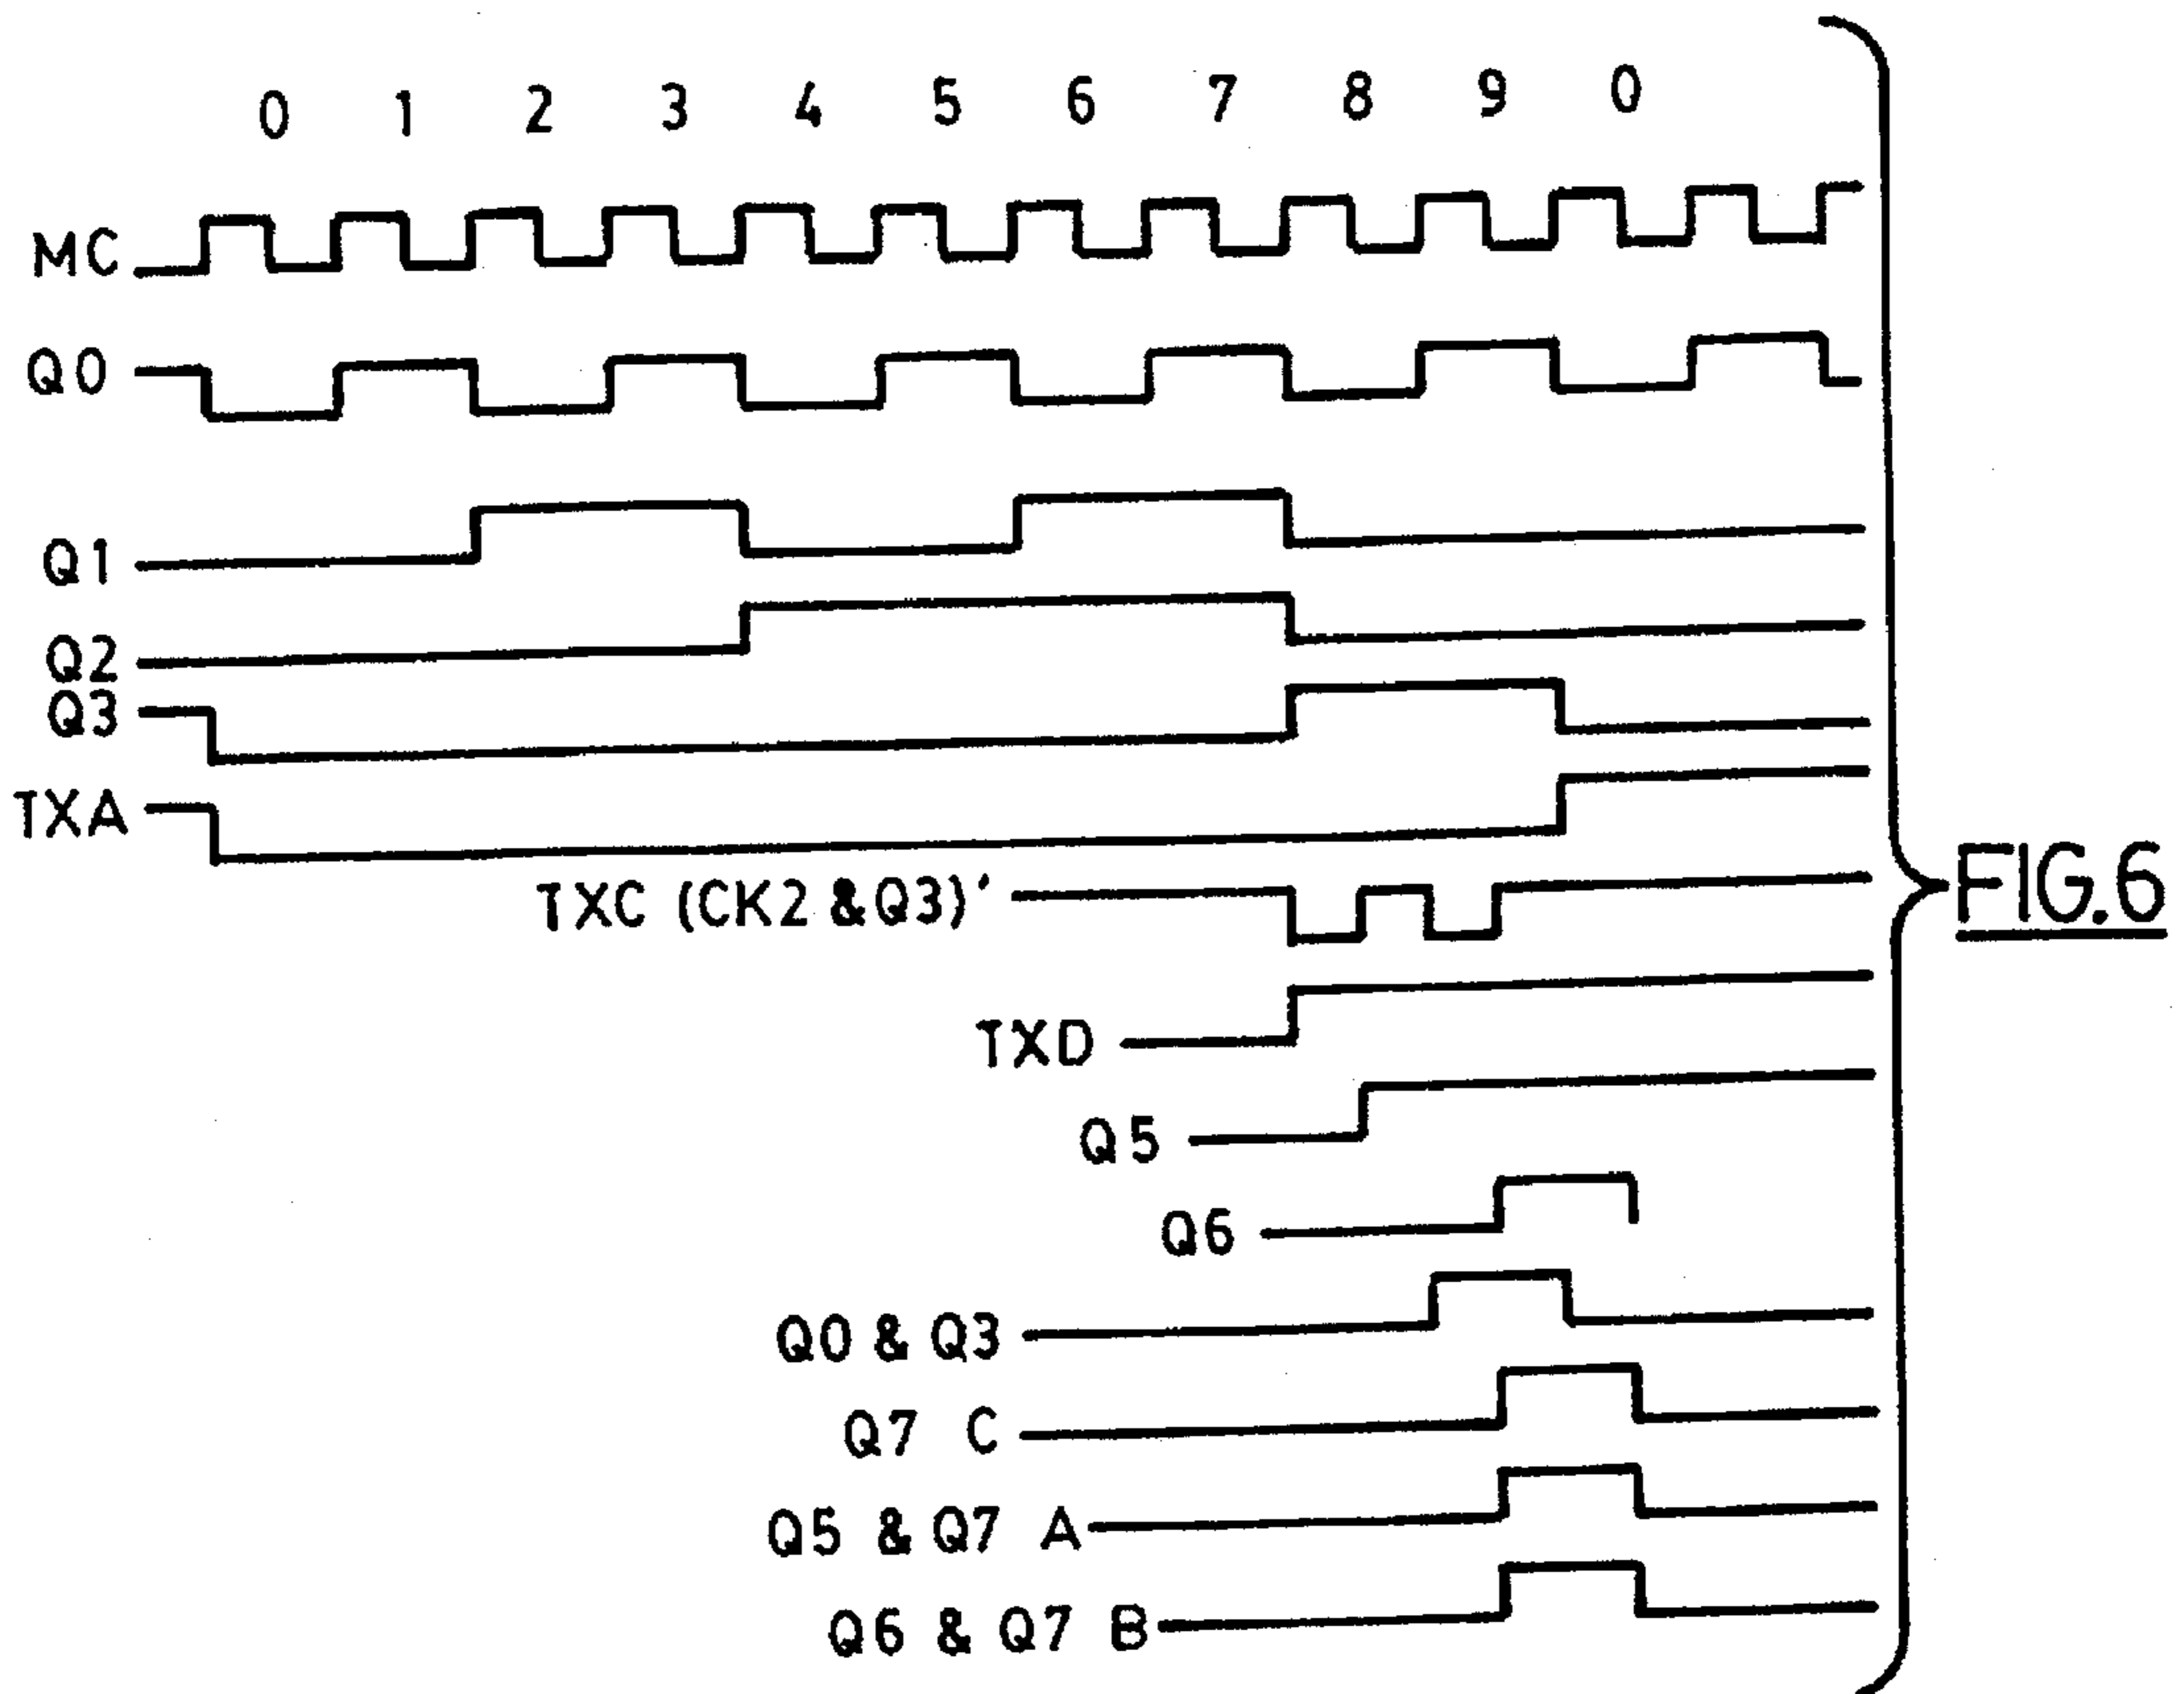 0 1 2 3 4 5 6 7 8 9 0
MC
Q0
Q1
Q2
Q3
TXA
TXC (CK2 & Q3)'
FIG. 6
TXD
Q5
Q6
Q0 & Q3
Q7 C
Q5 & Q7 A
Q6 & Q7 B